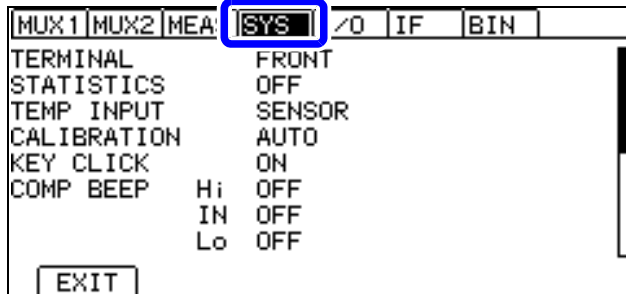 MUX1 MUX2 MEA SYS /O IF BIN
TERMINAL FRONT
STATISTICS OFF
TEMP INPUT SENSOR
CALIBRATION AUTO
KEY CLICK ON
COMP BEEP Hi OFF
IN OFF
Lo OFF
EXIT